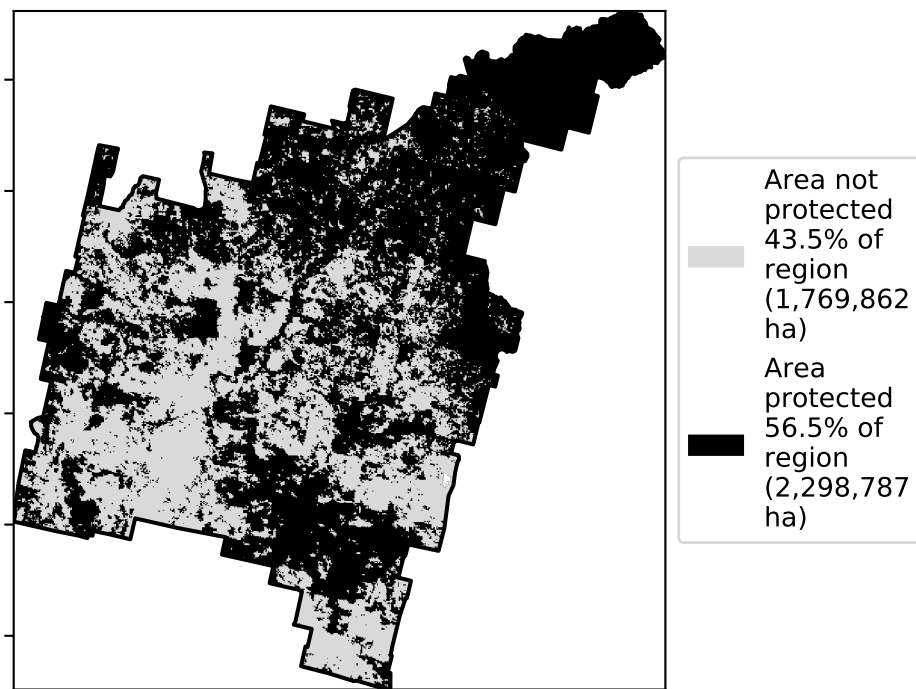 Area not
protected
43.5% of
region
(1,769,862
ha)
Area
protected
56.5% of
region
(2,298,787
ha)